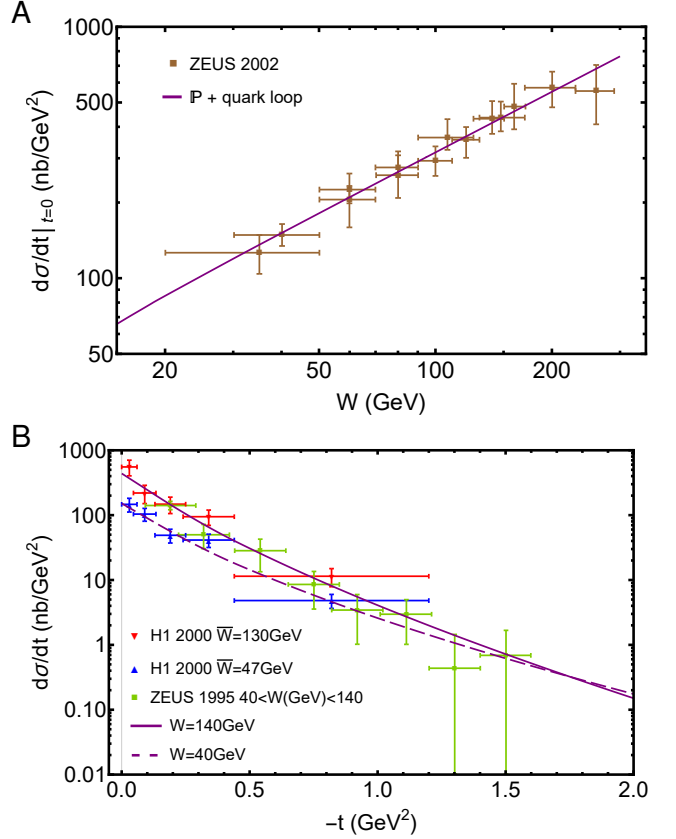 A
1000
500
100
50
dσ/dt|t=0 (nb/GeV²)
ZEUS 2002
ℙ + quark loop
20
50
100
200
W (GeV)
B
1000
100
10
1
0.10
0.01
dσ/dt (nb/GeV²)
H1 2000 W̅=130GeV
H1 2000 W̅=47GeV
ZEUS 1995 40<W(GeV)<140
W=140GeV
W=40GeV
0.0
0.5
1.0
1.5
2.0
−t (GeV²)